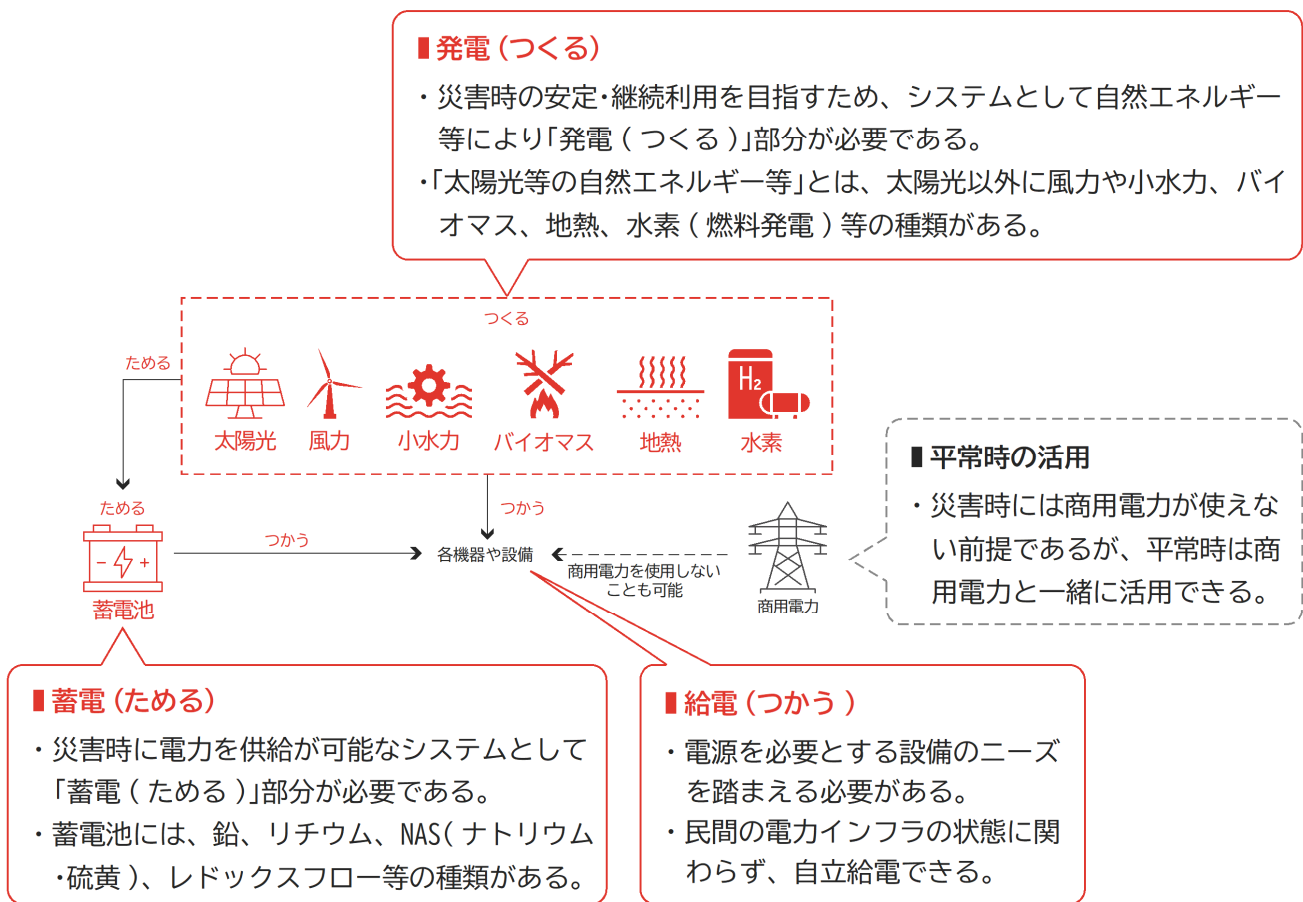 ▮発電(つくる)
・災害時の安定・継続利用を目指すため、システムとして自然エネルギー
等により「発電(つくる)」部分が必要である。
・「太陽光等の自然エネルギー等」とは、太陽光以外に風力や小水力、バイ
オマス、地熱、水素(燃料発電)等の種類がある。
つくる
ためる
H₂
太陽光 風力 小水力 バイオマス 地熱 水素
▮平常時の活用
・災害時には商用電力が使えな
い前提であるが、平常時は商
用電力と一緒に活用できる。
ためる
つかう
つかう
- +
各機器や設備
商用電力を使用しない
ことも可能
蓄電池
商用電力
▮蓄電(ためる)
・災害時に電力を供給が可能なシステムとして
「蓄電(ためる)」部分が必要である。
・蓄電池には、鉛、リチウム、NAS(ナトリウム
・硫黄)、レドックスフロー等の種類がある。
▮給電(つかう)
・電源を必要とする設備のニーズ
を踏まえる必要がある。
・民間の電力インフラの状態に関
わらず、自立給電できる。